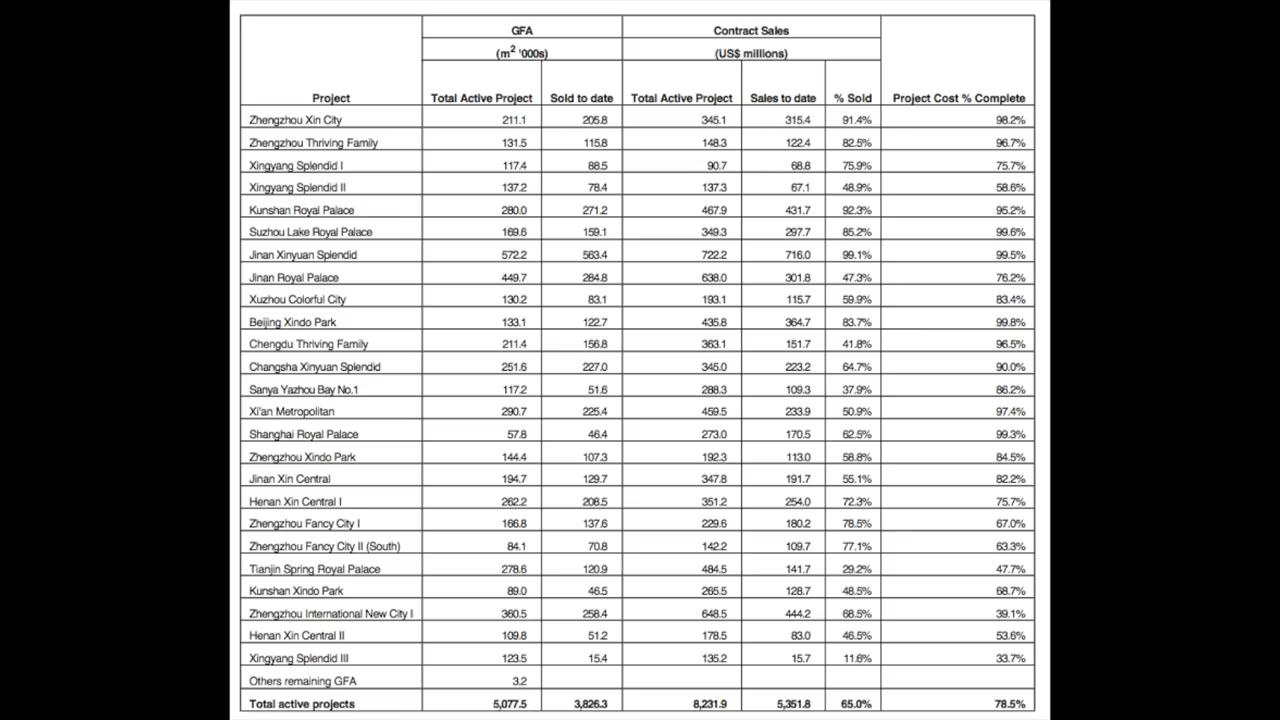 GFA Contract Sales
(m² '000s) (US$ millions)
Project Total Active Project Sold to date Total Active Project Sales to date % Sold Project Cost % Complete
Zhengzhou Xin City 211.1 205.8 345.1 315.4 91.4% 98.2%
Zhengzhou Thriving Family 131.5 115.8 148.3 122.4 82.5% 96.7%
Xingyang Splendid I 117.4 88.5 90.7 68.8 75.9% 75.7%
Xingyang Splendid II 137.2 78.4 137.3 67.1 48.9% 58.6%
Kunshan Royal Palace 280.0 271.2 467.9 431.7 92.3% 95.2%
Suzhou Lake Royal Palace 169.6 159.1 349.3 297.7 85.2% 99.6%
Jinan Xinyuan Splendid 572.2 563.4 722.2 716.0 99.1% 99.5%
Jinan Royal Palace 449.7 284.8 638.0 301.8 47.3% 76.2%
Xuzhou Colorful City 130.2 83.1 193.1 115.7 59.9% 83.4%
Beijing Xindo Park 133.1 122.7 435.8 364.7 83.7% 99.8%
Chengdu Thriving Family 211.4 156.8 363.1 151.7 41.8% 96.5%
Changsha Xinyuan Splendid 251.6 227.0 345.0 223.2 64.7% 90.0%
Sanya Yazhou Bay No.1 117.2 51.6 288.3 109.3 37.9% 86.2%
Xi'an Metropolitan 290.7 225.4 459.5 233.9 50.9% 97.4%
Shanghai Royal Palace 57.8 46.4 273.0 170.5 62.5% 99.3%
Zhengzhou Xindo Park 144.4 107.3 192.3 113.0 58.8% 84.5%
Jinan Xin Central 194.7 129.7 347.8 191.7 55.1% 82.2%
Henan Xin Central I 262.2 208.5 351.2 254.0 72.3% 75.7%
Zhengzhou Fancy City I 166.8 137.6 229.6 180.2 78.5% 67.0%
Zhengzhou Fancy City II (South) 84.1 70.8 142.2 109.7 77.1% 63.3%
Tianjin Spring Royal Palace 278.6 120.9 484.5 141.7 29.2% 47.7%
Kunshan Xindo Park 89.0 46.5 265.5 128.7 48.5% 68.7%
Zhengzhou International New City I 360.5 258.4 648.5 444.2 68.5% 39.1%
Henan Xin Central II 109.8 51.2 178.5 83.0 46.5% 53.6%
Xingyang Splendid III 123.5 15.4 135.2 15.7 11.6% 33.7%
Others remaining GFA 3.2
Total active projects 5,077.5 3,826.3 8,231.9 5,351.8 65.0% 78.5%